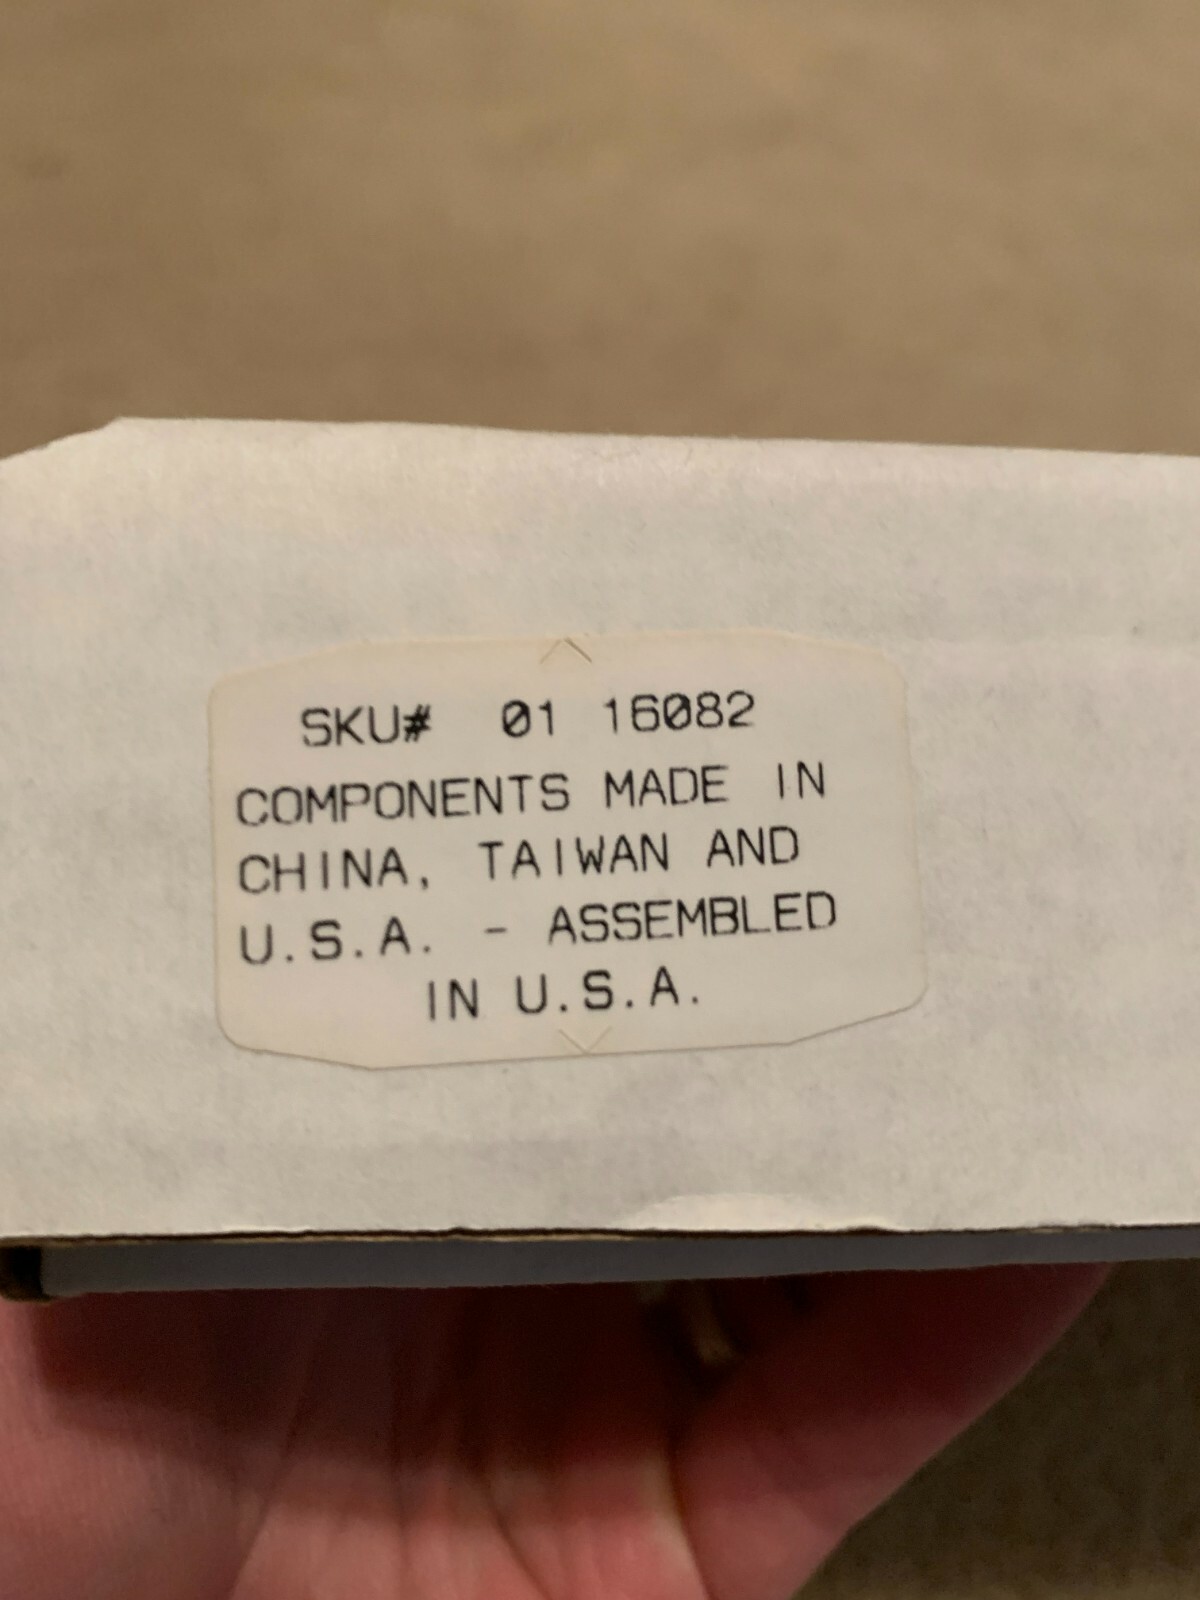 SKU# 01 16082
COMPONENTS MADE IN
CHINA, TAIWAN AND
U.S.A. - ASSEMBLED
IN U.S.A.